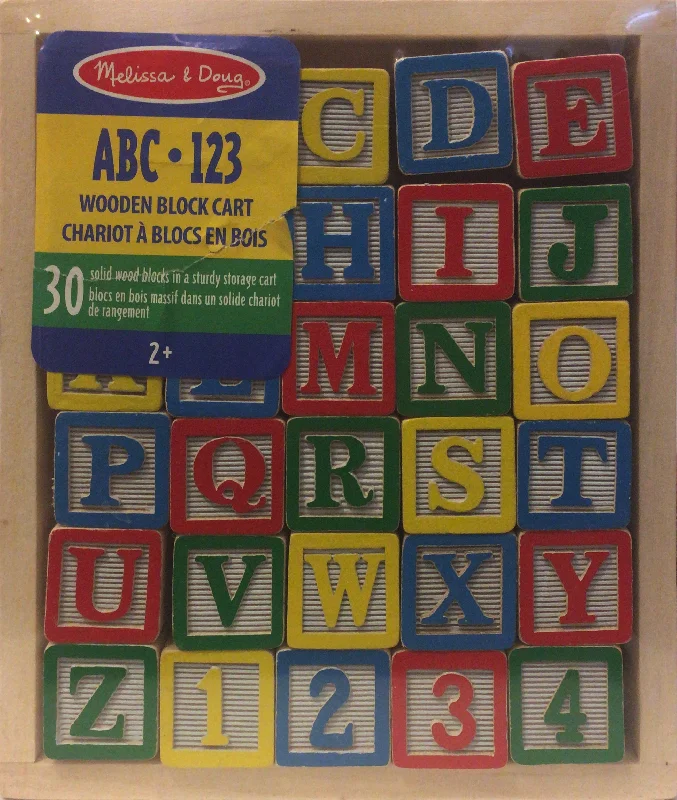 Melissa & Doug®
ABC • 123
WOODEN BLOCK CART
CHARIOT À BLOCS EN BOIS
30
solid wood blocks in a sturdy storage cart
blocs en bois massif dans un solide chariot
de rangement
2+
C D E
H I J
K L M N O
P Q R S T
U V W X Y
Z 1 2 3 4